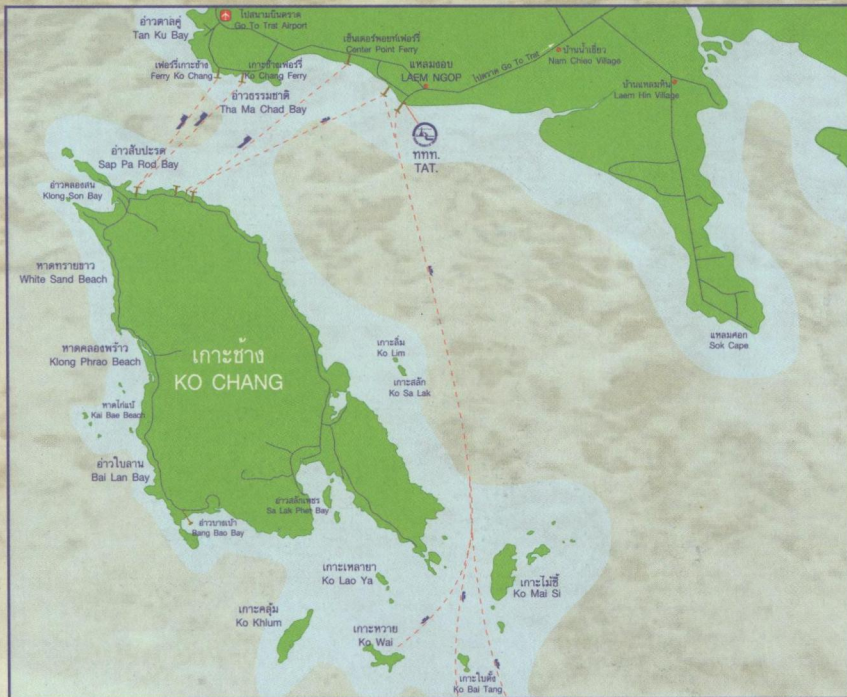 อ่าวตาลคู่
Tan Ku Bay
ไปสนามบินตราด
Go To Trat Airport
เซ็นเตอร์พอยท์เฟอร์รี่
Center Point Ferry
เฟอร์รี่เกาะช้าง
Ferry Ko Chang
เกาะช้างเฟอร์รี่
Ko Chang Ferry
แหลมงอบ
LAEM NGOP
ไปตราด Go To Trat
บ้านน้ำเชี่ยว
Nam Chieo Village
บ้านแหลมหิน
Laem Hin Village
อ่าวธรรมชาติ
Tha Ma Chad Bay
ททท.
TAT.
อ่าวสับปะรด
Sap Pa Rod Bay
อ่าวคลองสน
Klong Son Bay
หาดทรายขาว
White Sand Beach
หาดคลองพร้าว
Klong Phrao Beach
เกาะช้าง
KO CHANG
เกาะลิ่ม
Ko Lim
เกาะสลัก
Ko Sa Lak
แหลมศอก
Sok Cape
หาดไก่แบ้
Kai Bae Beach
อ่าวใบลาน
Bai Lan Bay
อ่าวสลักเพชร
Sa Lak Phet Bay
อ่าวบางเบ้า
Bang Bao Bay
เกาะเหลายา
Ko Lao Ya
เกาะไม้ซี้
Ko Mai Si
เกาะคลุ้ม
Ko Khlum
เกาะหวาย
Ko Wai
เกาะใบตั้ง
Ko Bai Tang